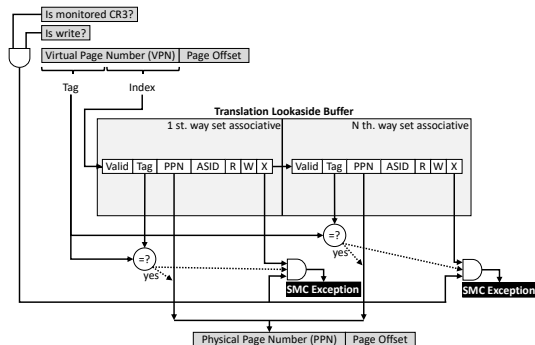 Is monitored CR3?
Is write?
Virtual Page Number (VPN) Page Offset
Tag Index
Translation Lookaside Buffer
1 st. way set associative N th. way set associative
Valid Tag PPN ASID R W X Valid Tag PPN ASID R W X
=?
yes
=?
yes
SMC Exception
SMC Exception
Physical Page Number (PPN) Page Offset